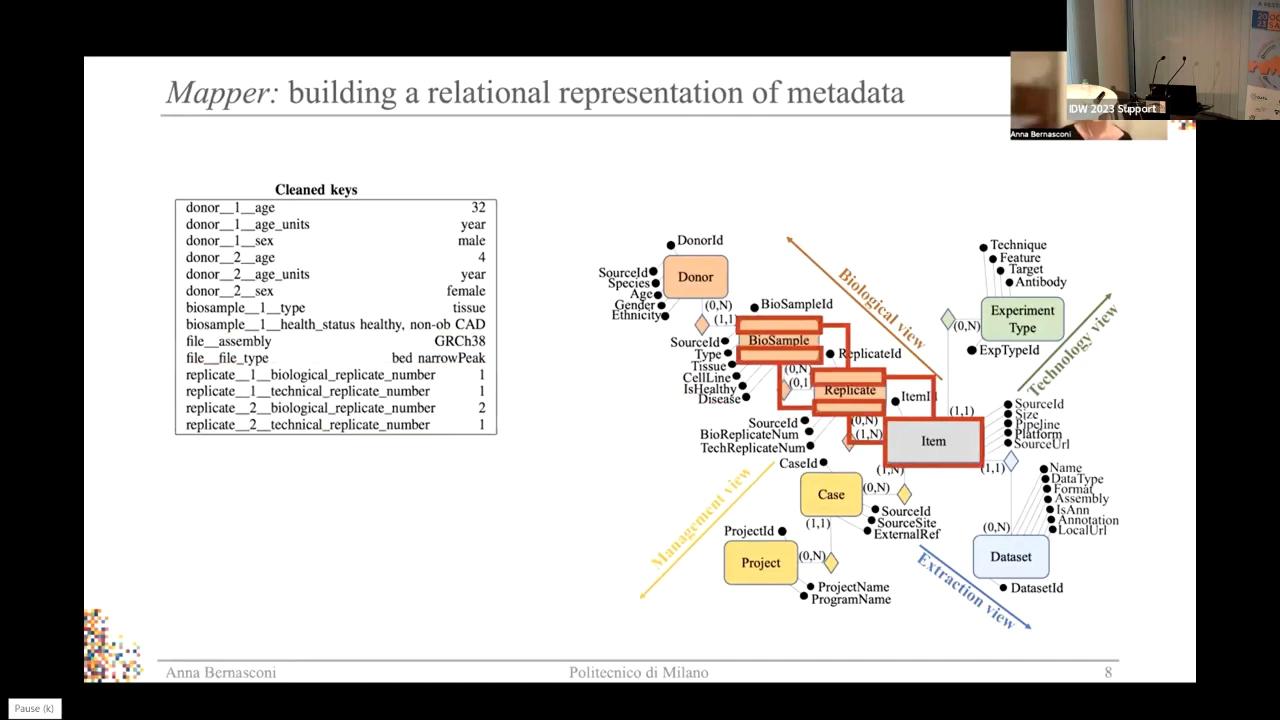 Mapper: building a relational representation of metadata
IDW 2023 Support
Anna Bernasconi
Cleaned keys
donor__1__age 32
donor__1__age_units year
donor__1__sex male
donor__2__age 4
donor__2__age_units year
donor__2__sex female
biosample__1__type tissue
biosample__1__health_status healthy, non-ob CAD
file__assembly GRCh38
file__file_type bed narrowPeak
replicate__1__biological_replicate_number 1
replicate__1__technical_replicate_number 1
replicate__2__biological_replicate_number 2
replicate__2__technical_replicate_number 1
DonorId
Donor
SourceId
Species
Age
Gender
Ethnicity
(0,N)
(1,1)
BioSampleId
BioSample
SourceId
Type
Tissue
CellLine
IsHealthy
Disease
(0,N)
(0,1
ReplicateId
Replicate
SourceId
BioReplicateNum
TechReplicateNum
(0,N)
(1,N)
Biological view
ItemI
Item
(1,1)
SourceId
Size
Pipeline
Platform
SourceUrl
(1,1)
(1,N)
Technique
Feature
Target
Antibody
Experiment
Type
(0,N)
ExpTypeId
Technology view
CaseId
Case
(0,N)
(1,1)
SourceId
SourceSite
ExternalRef
Management view
ProjectId
Project
(0,N)
ProjectName
ProgramName
Name
DataType
Format
Assembly
IsAnn
Annotation
LocalUrl
(0,N)
Dataset
DatasetId
Extraction view
Anna Bernasconi
Politecnico di Milano
8
Pause (k)